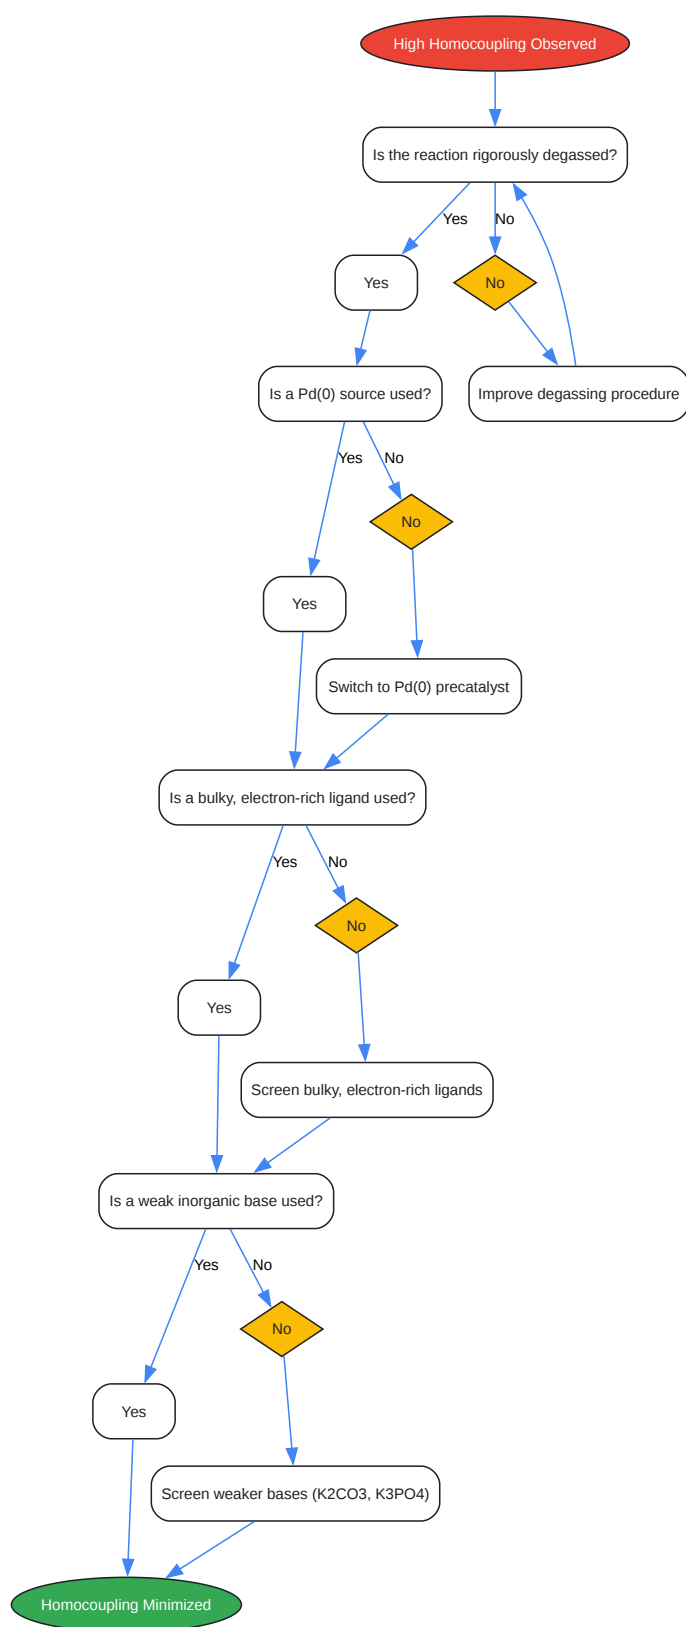 High Homocoupling Observed
Is the reaction rigorously degassed?
Yes
No
Yes
No
Is a Pd(0) source used?
Improve degassing procedure
Yes
No
No
Yes
Switch to Pd(0) precatalyst
Is a bulky, electron-rich ligand used?
Yes
No
No
Yes
Screen bulky, electron-rich ligands
Is a weak inorganic base used?
Yes
No
No
Yes
Screen weaker bases (K2CO3, K3PO4)
Homocoupling Minimized